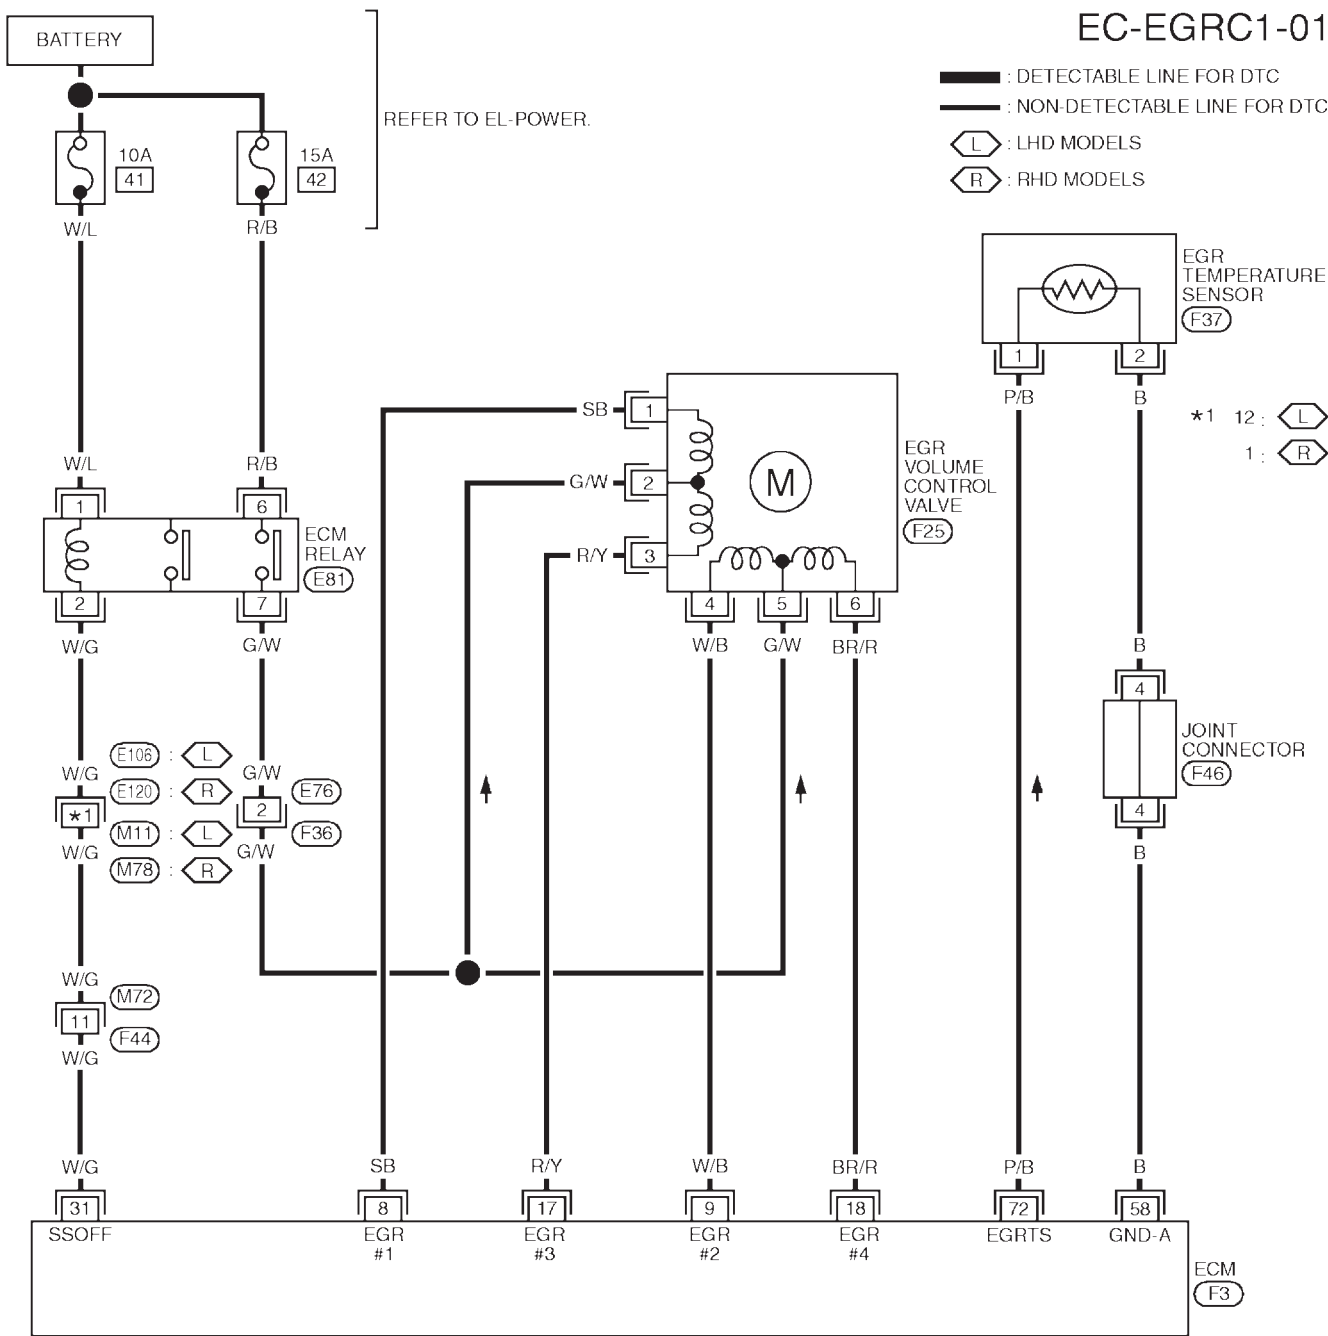 EC-EGRC1-01
BATTERY
: DETECTABLE LINE FOR DTC
: NON-DETECTABLE LINE FOR DTC
L : LHD MODELS
R : RHD MODELS
REFER TO EL-POWER.
10A
41
15A
42
W/L
R/B
EGR
TEMPERATURE
SENSOR
F37
1
2
P/B
B
*1 12 : L
1 : R
SB
1
G/W
2
R/Y
3
M
EGR
VOLUME
CONTROL
VALVE
F25
4
5
6
W/B
G/W
BR/R
W/L
R/B
1
6
ECM
RELAY
E81
2
7
W/G
G/W
B
4
JOINT
CONNECTOR
F46
4
B
E106 : L
E120 : R
M11 : L
M78 : R
W/G
*1
W/G
G/W
2
G/W
E76
F36
W/G
M72
11
F44
W/G
W/G
SB
R/Y
W/B
BR/R
P/B
B
31
8
17
9
18
72
58
SSOFF
EGR
#1
EGR
#3
EGR
#2
EGR
#4
EGRTS
GND-A
ECM
F3